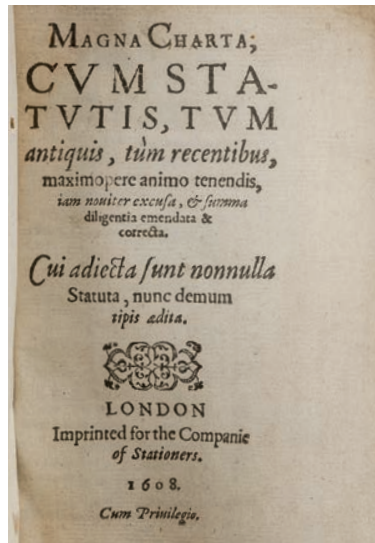 MAGNA CHARTA;
CVM STA-
TVTIS, TVM
antiquis, tùm recentibus,
maximopere animo tenendis,
iam nouiter excusa, & summa
diligentia emendata &
correcta.
Cui adiecta sunt nonnulla
Statuta, nunc demum
tipis ædita.
LONDON
Imprinted for the Companie
of Stationers.
1608.
Cum Priuilegio.